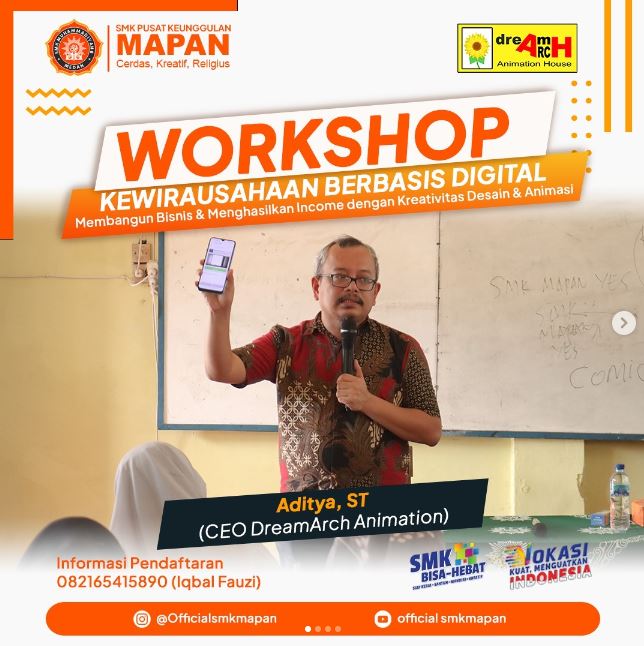 SMK PUSAT KEUNGGULAN
MAPAN
Cerdas, Kreatif, Religius
dreAmARCH
Animation House
WORKSHOP
KEWIRAUSAHAAN BERBASIS DIGITAL
Membangun Bisnis & Menghasilkan Income dengan Kreativitas Desain & Animasi
SMK MAPAN YES
SMK
YES
COMIC
Aditya, ST
(CEO DreamArch Animation)
Informasi Pendaftaran
082165415890 (Iqbal Fauzi)
SMK
BISA-HEBAT
VOKASI
KUAT, MENGUATKAN
INDONESIA
@Officialsmkmapan
official smkmapan